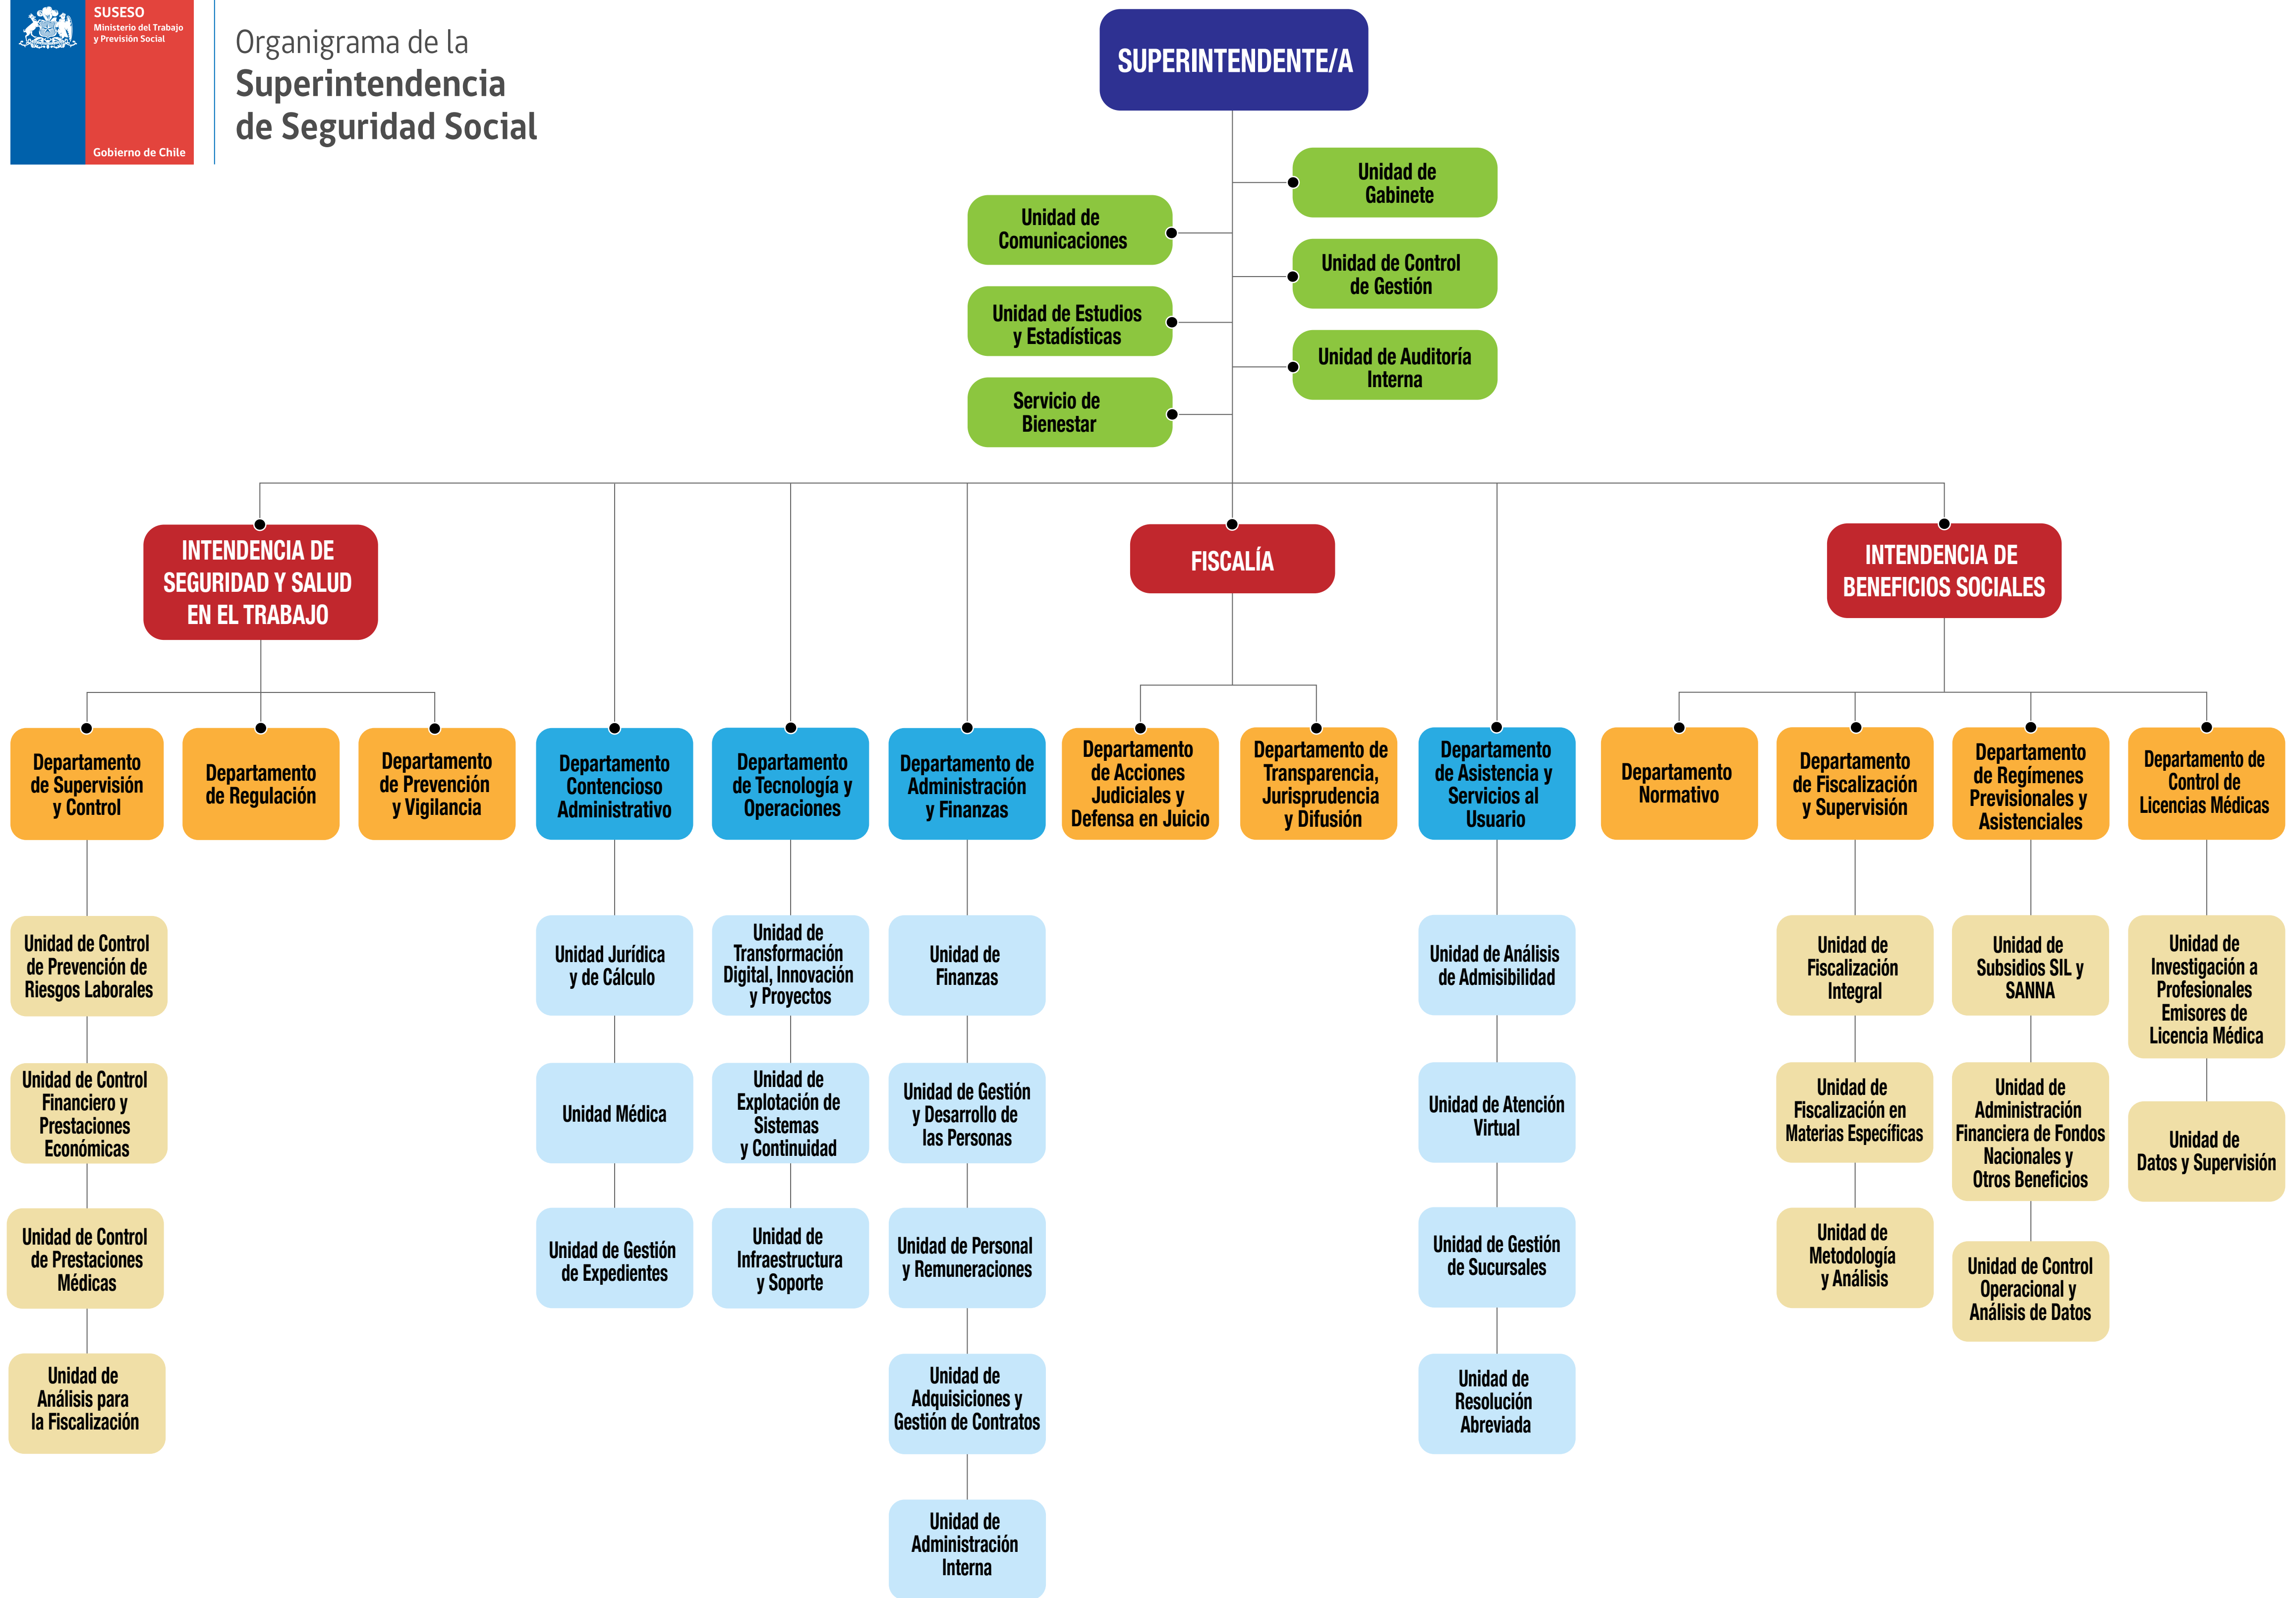 SUSESO
Ministerio del Trabajo
y Previsión Social
Gobierno de Chile
Organigrama de la
Superintendencia
de Seguridad Social
SUPERINTENDENTE/A
Unidad de
Gabinete
Unidad de
Comunicaciones
Unidad de Control
de Gestión
Unidad de Estudios
y Estadísticas
Unidad de Auditoría
Interna
Servicio de
Bienestar
INTENDENCIA DE
SEGURIDAD Y SALUD
EN EL TRABAJO
FISCALÍA
INTENDENCIA DE
BENEFICIOS SOCIALES
Departamento
de Supervisión
y Control
Departamento
de Regulación
Departamento
de Prevención
y Vigilancia
Departamento
Contencioso
Administrativo
Departamento
de Tecnología y
Operaciones
Departamento de
Administración
y Finanzas
Departamento
de Acciones
Judiciales y
Defensa en Juicio
Departamento de
Transparencia,
Jurisprudencia
y Difusión
Departamento
de Asistencia y
Servicios al
Usuario
Departamento
Normativo
Departamento
de Fiscalización
y Supervisión
Departamento
de Regímenes
Previsionales y
Asistenciales
Departamento de
Control de
Licencias Médicas
Unidad de Control
de Prevención de
Riesgos Laborales
Unidad Jurídica
y de Cálculo
Unidad de
Transformación
Digital, Innovación
y Proyectos
Unidad de
Finanzas
Unidad de Análisis
de Admisibilidad
Unidad de
Fiscalización
Integral
Unidad de
Subsidios SIL y
SANNA
Unidad de
Investigación a
Profesionales
Emisores de
Licencia Médica
Unidad de Control
Financiero y
Prestaciones
Económicas
Unidad Médica
Unidad de
Explotación de
Sistemas
y Continuidad
Unidad de Gestión
y Desarrollo de
las Personas
Unidad de Atención
Virtual
Unidad de
Fiscalización en
Materias Específicas
Unidad de
Administración
Financiera de Fondos
Nacionales y
Otros Beneficios
Unidad de
Datos y Supervisión
Unidad de Control
de Prestaciones
Médicas
Unidad de Gestión
de Expedientes
Unidad de
Infraestructura
y Soporte
Unidad de Personal
y Remuneraciones
Unidad de Gestión
de Sucursales
Unidad de
Metodología
y Análisis
Unidad de Control
Operacional y
Análisis de Datos
Unidad de
Análisis para
la Fiscalización
Unidad de
Adquisiciones y
Gestión de Contratos
Unidad de
Resolución
Abreviada
Unidad de
Administración
Interna